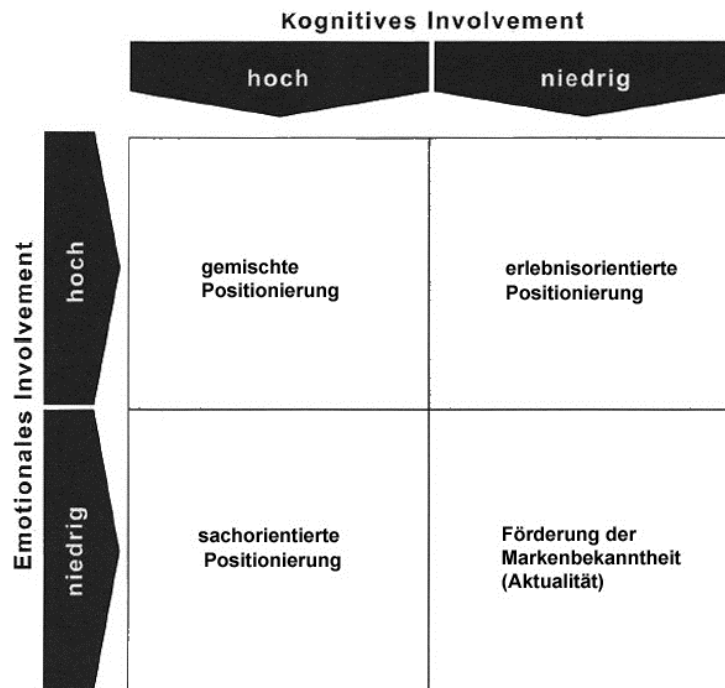 Kognitives Involvement
hoch
niedrig
Emotionales Involvement
hoch
gemischte
Positionierung
erlebnisorientierte
Positionierung
niedrig
sachorientierte
Positionierung
Förderung der
Markenbekanntheit
(Aktualität)